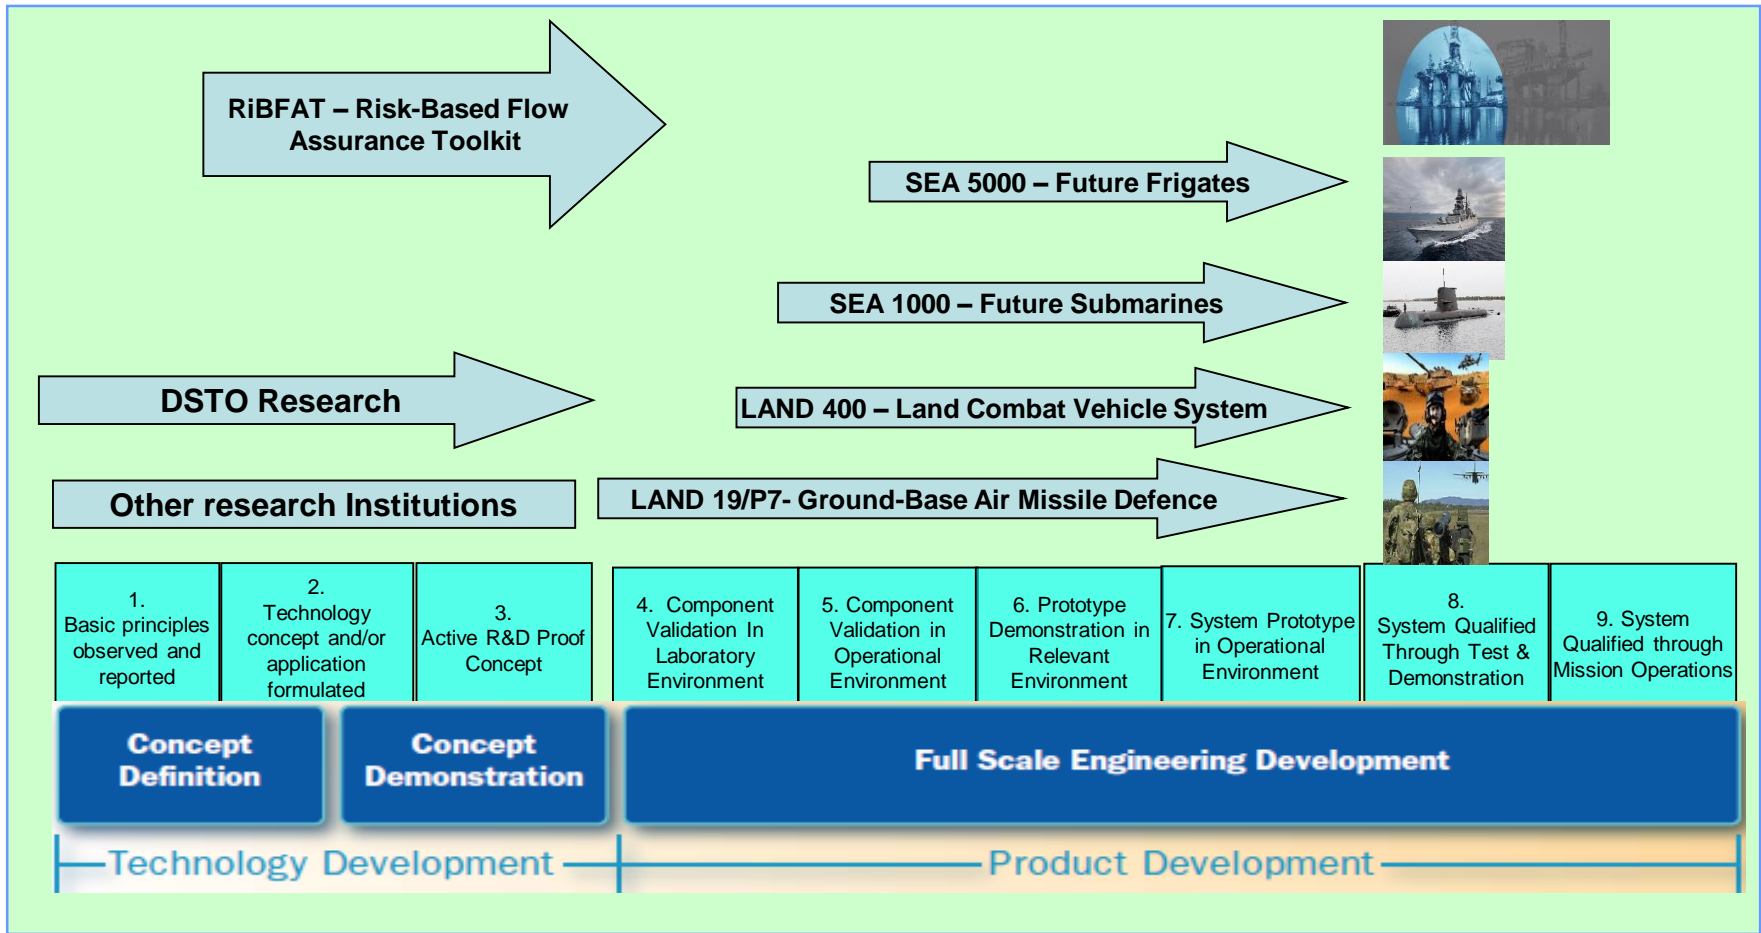 RiBFAT – Risk-Based Flow
Assurance Toolkit
SEA 5000 – Future Frigates
SEA 1000 – Future Submarines
DSTO Research
LAND 400 – Land Combat Vehicle System
Other research Institutions
LAND 19/P7- Ground-Base Air Missile Defence
1.
Basic principles
observed and
reported
2.
Technology
concept and/or
application
formulated
3.
Active R&D Proof
Concept
4. Component
Validation In
Laboratory
Environment
5. Component
Validation in
Operational
Environment
6. Prototype
Demonstration in
Relevant
Environment
7. System Prototype
in Operational
Environment
8.
System Qualified
Through Test &
Demonstration
9. System
Qualified through
Mission Operations
Concept
Definition
Concept
Demonstration
Full Scale Engineering Development
Technology Development
Product Development